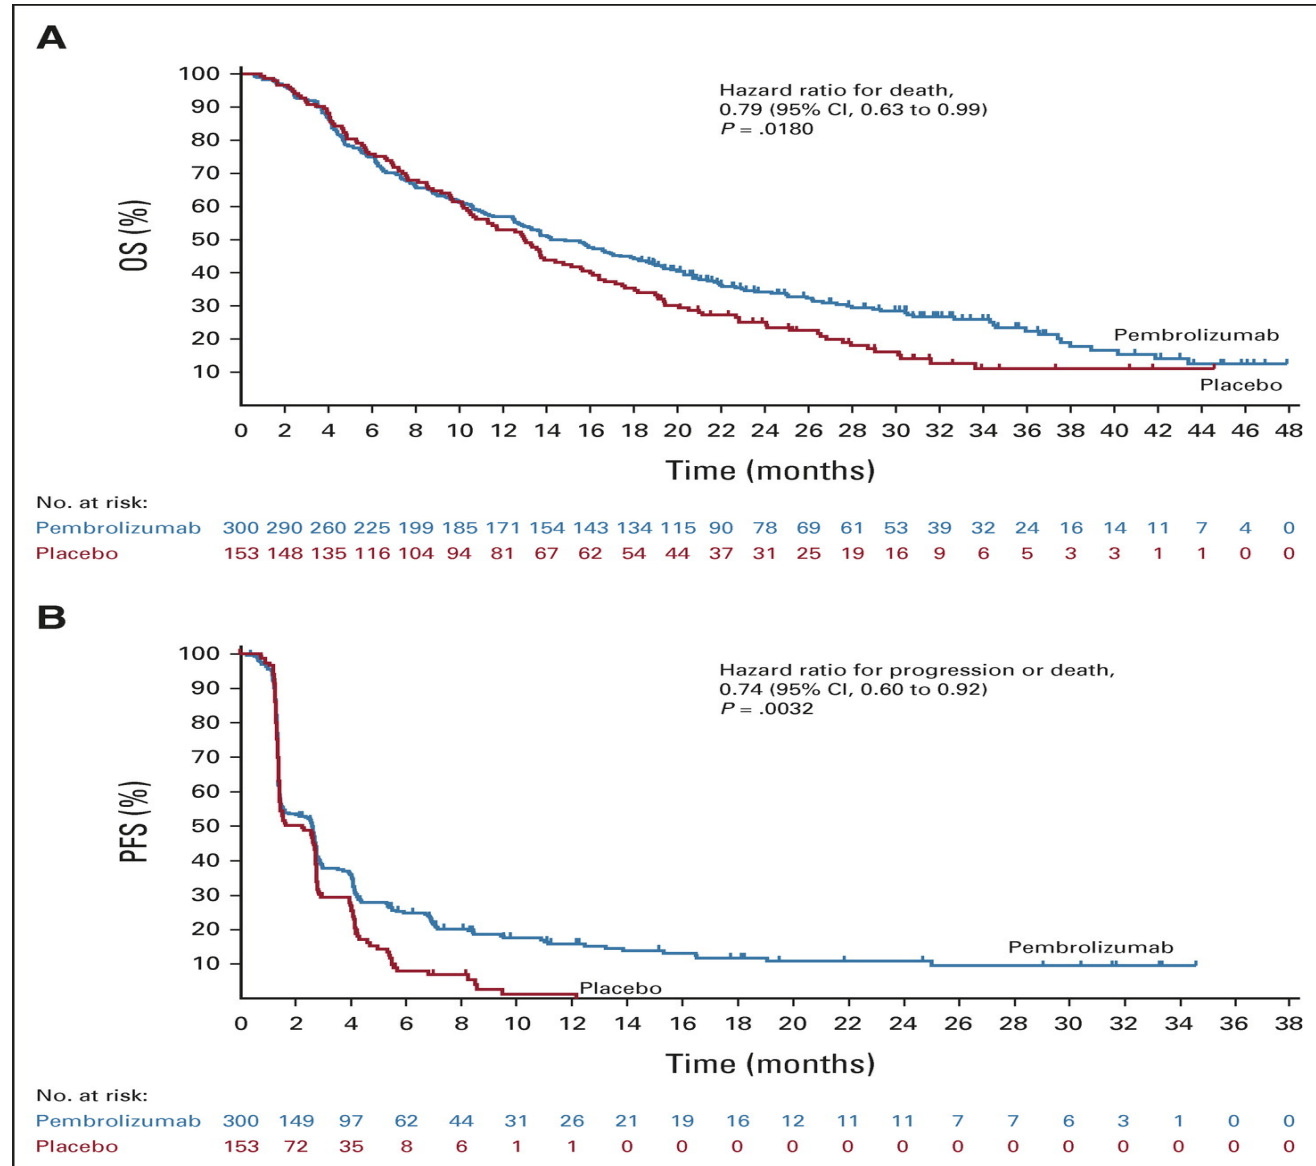 A
100
90
80
70
60
50
40
30
20
10
OS (%)
Hazard ratio for death,
0.79 (95% CI, 0.63 to 0.99)
P = .0180
Pembrolizumab
Placebo
0 2 4 6 8 10 12 14 16 18 20 22 24 26 28 30 32 34 36 38 40 42 44 46 48
Time (months)
No. at risk:
Pembrolizumab 300 290 260 225 199 185 171 154 143 134 115 90 78 69 61 53 39 32 24 16 14 11 7 4 0
Placebo 153 148 135 116 104 94 81 67 62 54 44 37 31 25 19 16 9 6 5 3 3 1 1 0 0
B
100
90
80
70
60
50
40
30
20
10
PFS (%)
Hazard ratio for progression or death,
0.74 (95% CI, 0.60 to 0.92)
P = .0032
Pembrolizumab
Placebo
0 2 4 6 8 10 12 14 16 18 20 22 24 26 28 30 32 34 36 38
Time (months)
No. at risk:
Pembrolizumab 300 149 97 62 44 31 26 21 19 16 12 11 11 7 7 6 3 1 0 0
Placebo 153 72 35 8 6 1 1 0 0 0 0 0 0 0 0 0 0 0 0 0